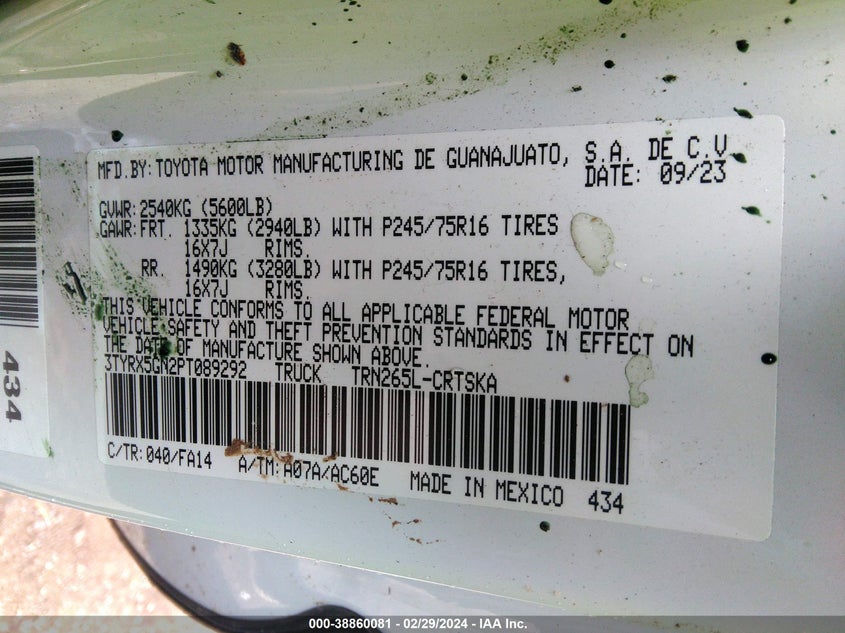 MFD.BY:TOYOTA MOTOR MANUFACTURING DE GUANAJUATO, S.A. DE C.V.
DATE: 09/23
GVWR:2540KG (5600LB)
GAWR:FRT. 1335KG (2940LB) WITH P245/75R16 TIRES
16X7J RIMS.
RR. 1490KG (3280LB) WITH P245/75R16 TIRES,
16X7J RIMS.
THIS VEHICLE CONFORMS TO ALL APPLICABLE FEDERAL MOTOR
VEHICLE SAFETY AND THEFT PREVENTION STANDARDS IN EFFECT ON
THE DATE OF MANUFACTURE SHOWN ABOVE.
3TYRX5GN2PT089292 TRUCK TRN265L-CRTSKA
C/TR:040/FA14 A/TM:A07A/AC60E MADE IN MEXICO 434
434
000-38860081 - 02/29/2024 - IAA Inc.